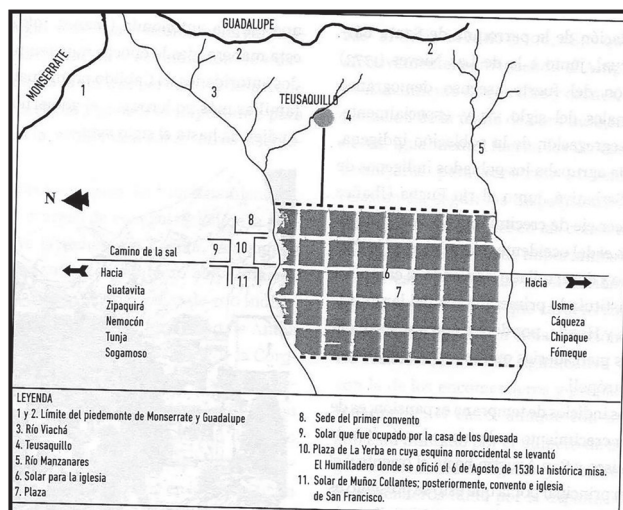 GUADALUPE
MONSERRATE
1
2
3
TEUSAQUILLO
4
2
5
N
8
9
10
11
6
7
Camino de la sal
Hacia
Guatavita
Zipaquirá
Nemocón
Tunja
Sogamoso
Hacia
Usme
Cáqueza
Chipaque
Fómeque
LEYENDA
1 y 2. Límite del piedemonte de Monserrate y Guadalupe
3. Río Viachá
4. Teusaquillo
5. Río Manzanares
6. Solar para la iglesia
7. Plaza
8. Sede del primer convento
9. Solar que fue ocupado por la casa de los Quesada
10. Plaza de La Yerba en cuya esquina noroccidental se levantó
El Humilladero donde se ofició el 6 de Agosto de 1538 la histórica misa.
11. Solar de Muñoz Collantes; posteriormente, convento e iglesia
de San Francisco.